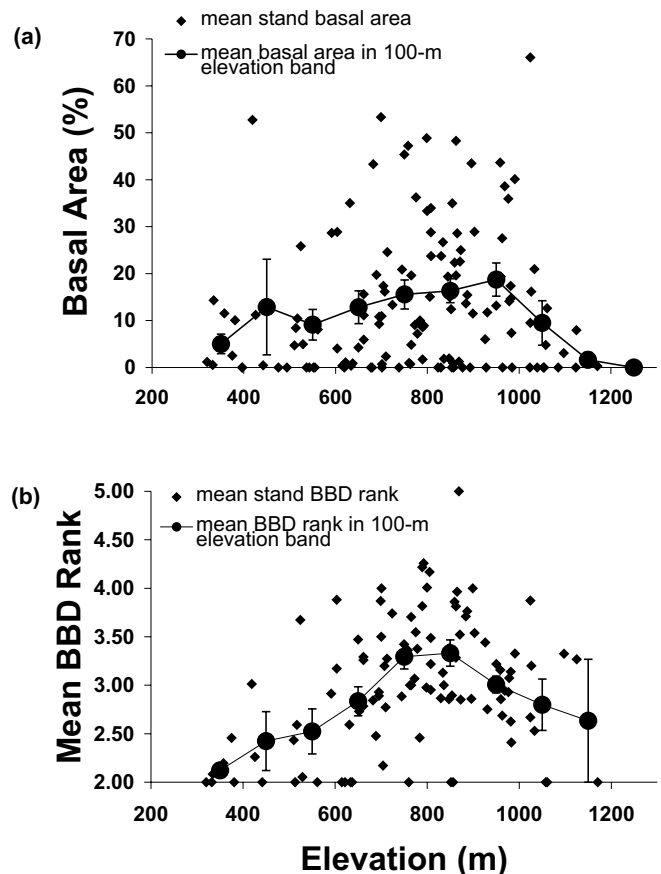 (a)
mean stand basal area
mean basal area in 100-m
elevation band
Basal Area (%)
70
60
50
40
30
20
10
0
200 400 600 800 1000 1200
(b)
mean stand BBD rank
mean BBD rank in 100-m
elevation band
Mean BBD Rank
5.00
4.50
4.00
3.50
3.00
2.50
2.00
200 400 600 800 1000 1200
Elevation (m)